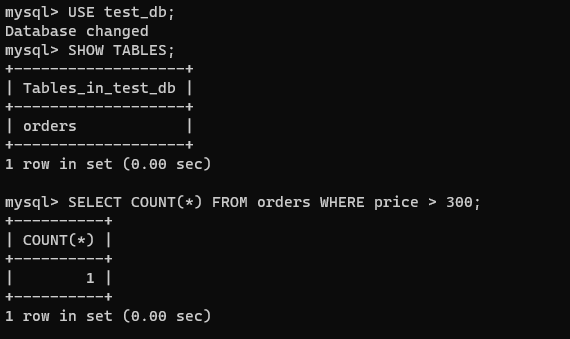 mysql> USE test_db;
Database changed
mysql> SHOW TABLES;
+-------------------+
| Tables_in_test_db |
+-------------------+
| orders            |
+-------------------+
1 row in set (0.00 sec)

mysql> SELECT COUNT(*) FROM orders WHERE price > 300;
+----------+
| COUNT(*) |
+----------+
|        1 |
+----------+
1 row in set (0.00 sec)